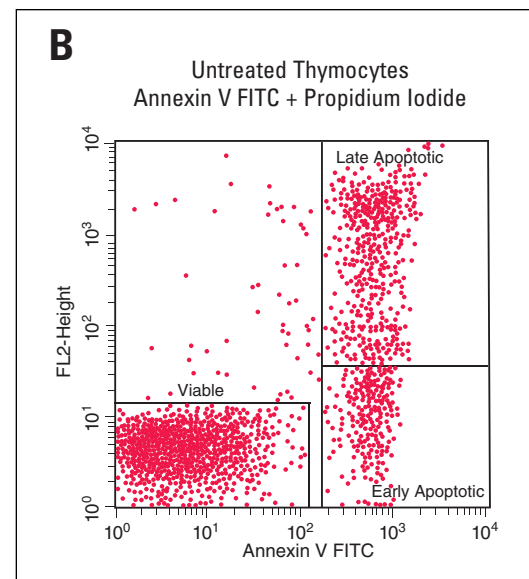 B
Untreated Thymocytes
Annexin V FITC + Propidium Iodide
10⁴
Late Apoptotic
10³
FL2-Height
10²
Viable
10¹
Early Apoptotic
10⁰
10⁰ 10¹ 10² 10³ 10⁴
Annexin V FITC